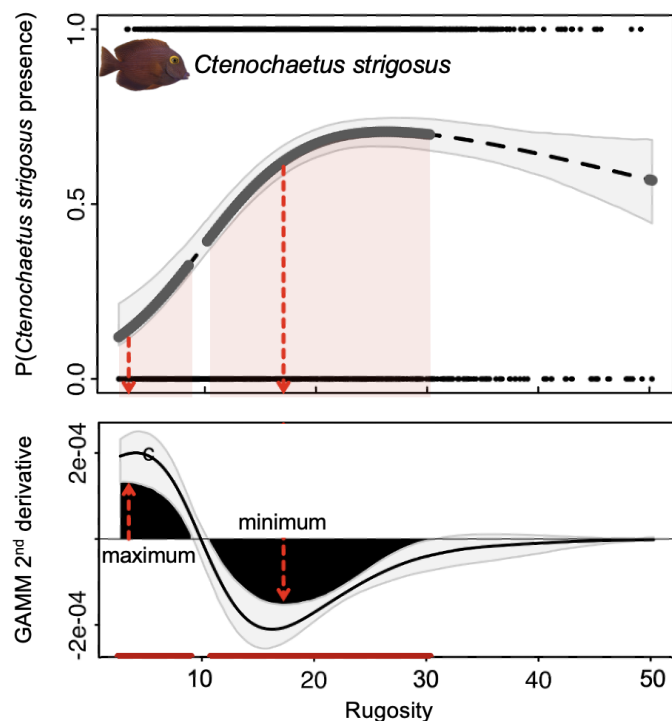 1.0
Ctenochaetus strigosus
0.5
0.0
P(Ctenochaetus strigosus presence)
2e-04
c
minimum
maximum
-2e-04
GAMM 2nd derivative
10 20 30 40 50
Rugosity